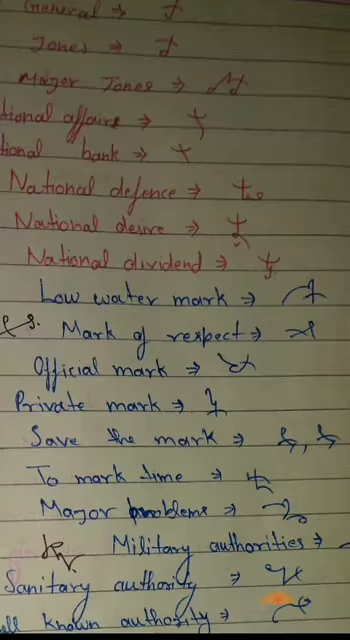 General →
Jones →
Major Jones →
tional affairs →
tional bank →
National defence →
National desire →
National dividend →
Low water mark →
Mark of respect →
Official mark →
Private mark →
Save the mark → ,
To mark time →
Major problems →
Military authorities →
Sanitary authority →
ell known authority →